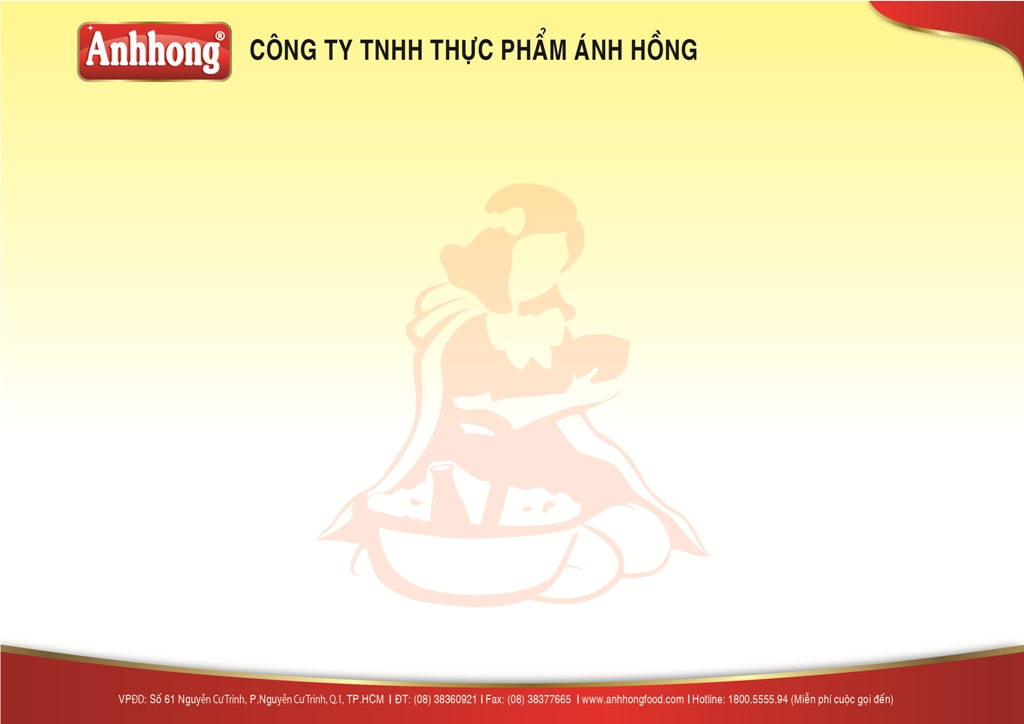 Anhhong®
CÔNG TY TNHH THỰC PHẨM ÁNH HỒNG
VPĐD: Số 61 Nguyễn Cư Trinh, P.Nguyễn Cư Trinh, Q.1, TP.HCM I ĐT: (08) 38360921 I Fax: (08) 38377665 I www.anhhongfood.com I Hotline: 1800.5555.94 (Miễn phí cuộc gọi đến)